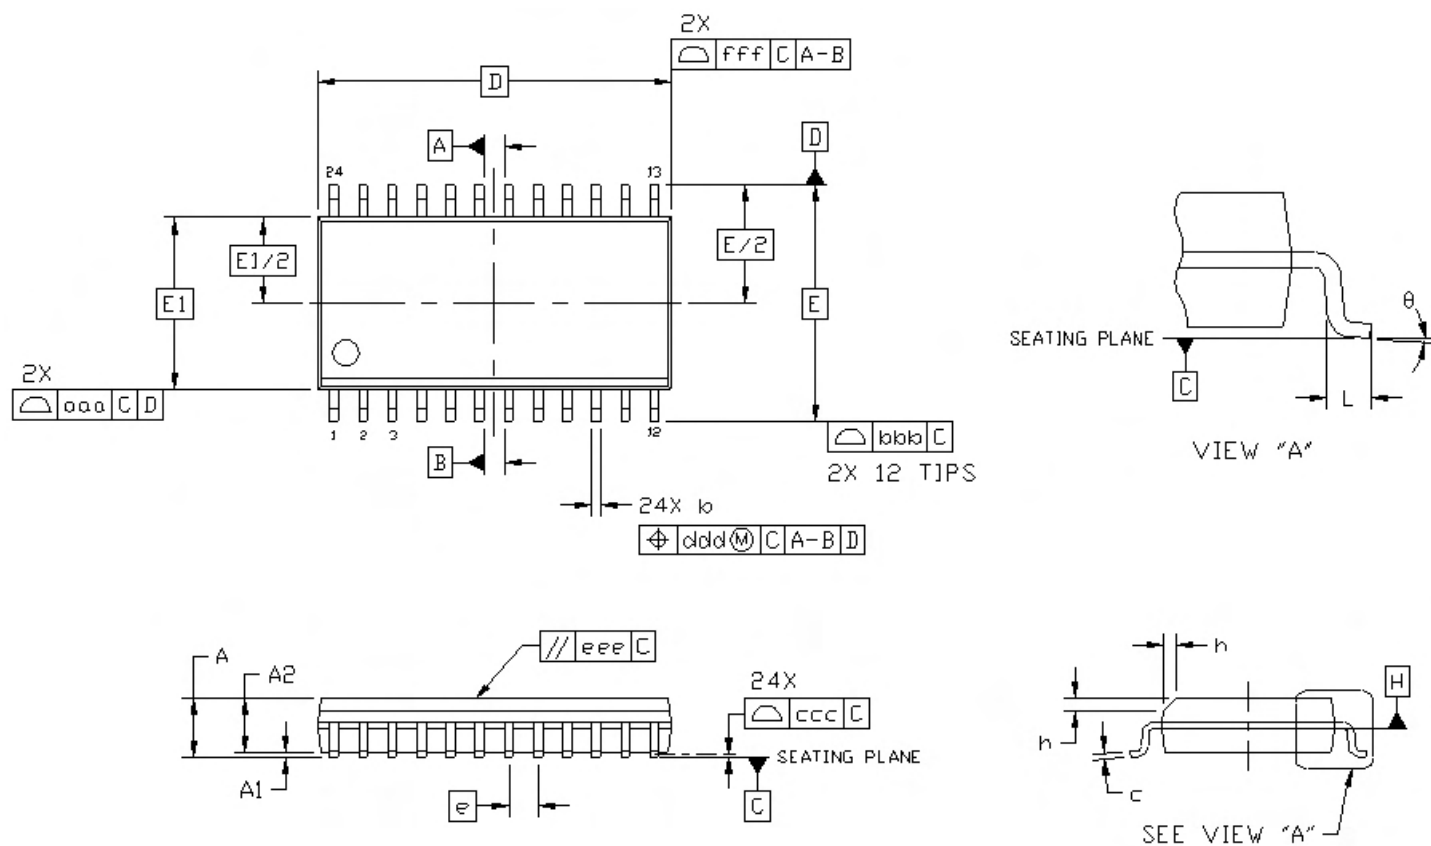 2X
fff C A-B
D
A
D
24
13
E1/2
E/2
E1
E
θ
SEATING PLANE
C
L
VIEW "A"
2X
aaa C D
1 2 3
12
B
bbb C
2X 12 TIPS
24X b
ddd M C A-B D
// eee C
A
A2
A1
24X
ccc C
SEATING PLANE
e
C
h
H
h
c
SEE VIEW "A"